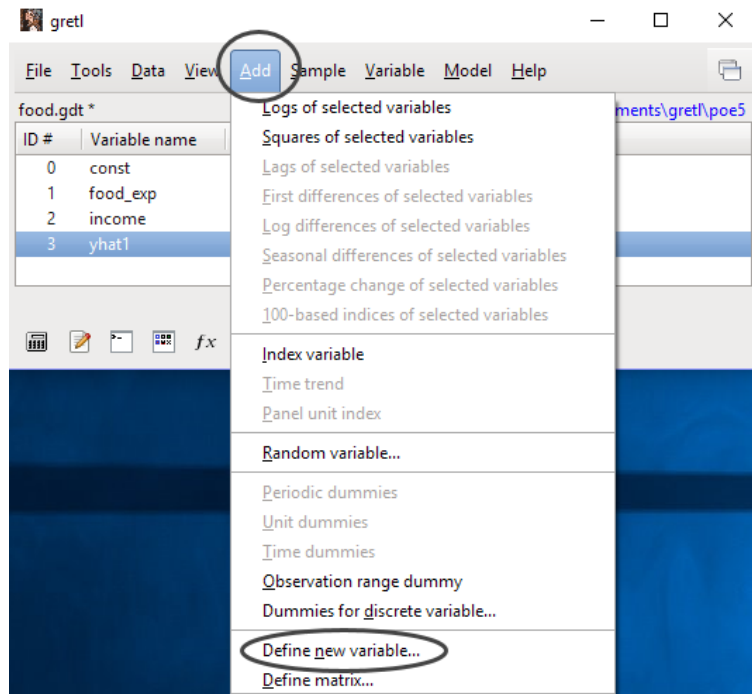 gretl
File Tools Data View Add Sample Variable Model Help
food.gdt *
ments\gretl\poe5
ID # Variable name
0 const
1 food_exp
2 income
3 yhat1
fx
Logs of selected variables
Squares of selected variables
Lags of selected variables
First differences of selected variables
Log differences of selected variables
Seasonal differences of selected variables
Percentage change of selected variables
100-based indices of selected variables
Index variable
Time trend
Panel unit index
Random variable...
Periodic dummies
Unit dummies
Time dummies
Observation range dummy
Dummies for discrete variable...
Define new variable...
Define matrix...